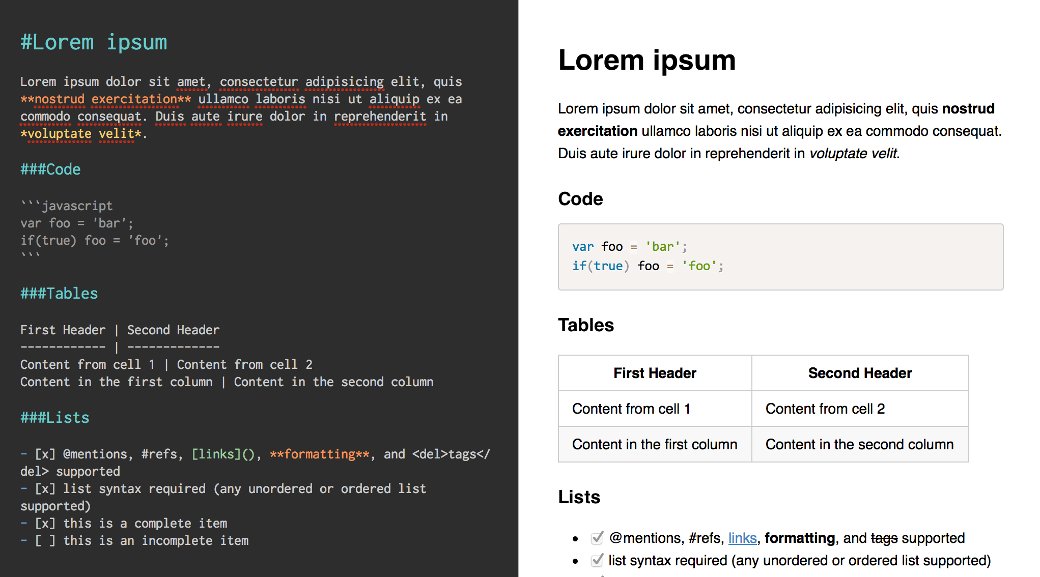 #Lorem ipsum
Lorem ipsum dolor sit amet, consectetur adipisicing elit, quis
**nostrud exercitation** ullamco laboris nisi ut aliquip ex ea
commodo consequat. Duis aute irure dolor in reprehenderit in
*voluptate velit*.
###Code
```javascript
var foo = 'bar';
if(true) foo = 'foo';
```
###Tables
First Header | Second Header
------------ | -------------
Content from cell 1 | Content from cell 2
Content in the first column | Content in the second column
###Lists
- [x] @mentions, #refs, [links](), **formatting**, and <del>tags</
del> supported
- [x] list syntax required (any unordered or ordered list
supported)
- [x] this is a complete item
- [ ] this is an incomplete item
Lorem ipsum
Lorem ipsum dolor sit amet, consectetur adipisicing elit, quis nostrud
exercitation ullamco laboris nisi ut aliquip ex ea commodo consequat.
Duis aute irure dolor in reprehenderit in voluptate velit.
Code
var foo = 'bar';
if(true) foo = 'foo';
Tables
First Header Second Header
Content from cell 1 Content from cell 2
Content in the first column Content in the second column
Lists
@mentions, #refs, links, formatting, and tags supported
list syntax required (any unordered or ordered list supported)